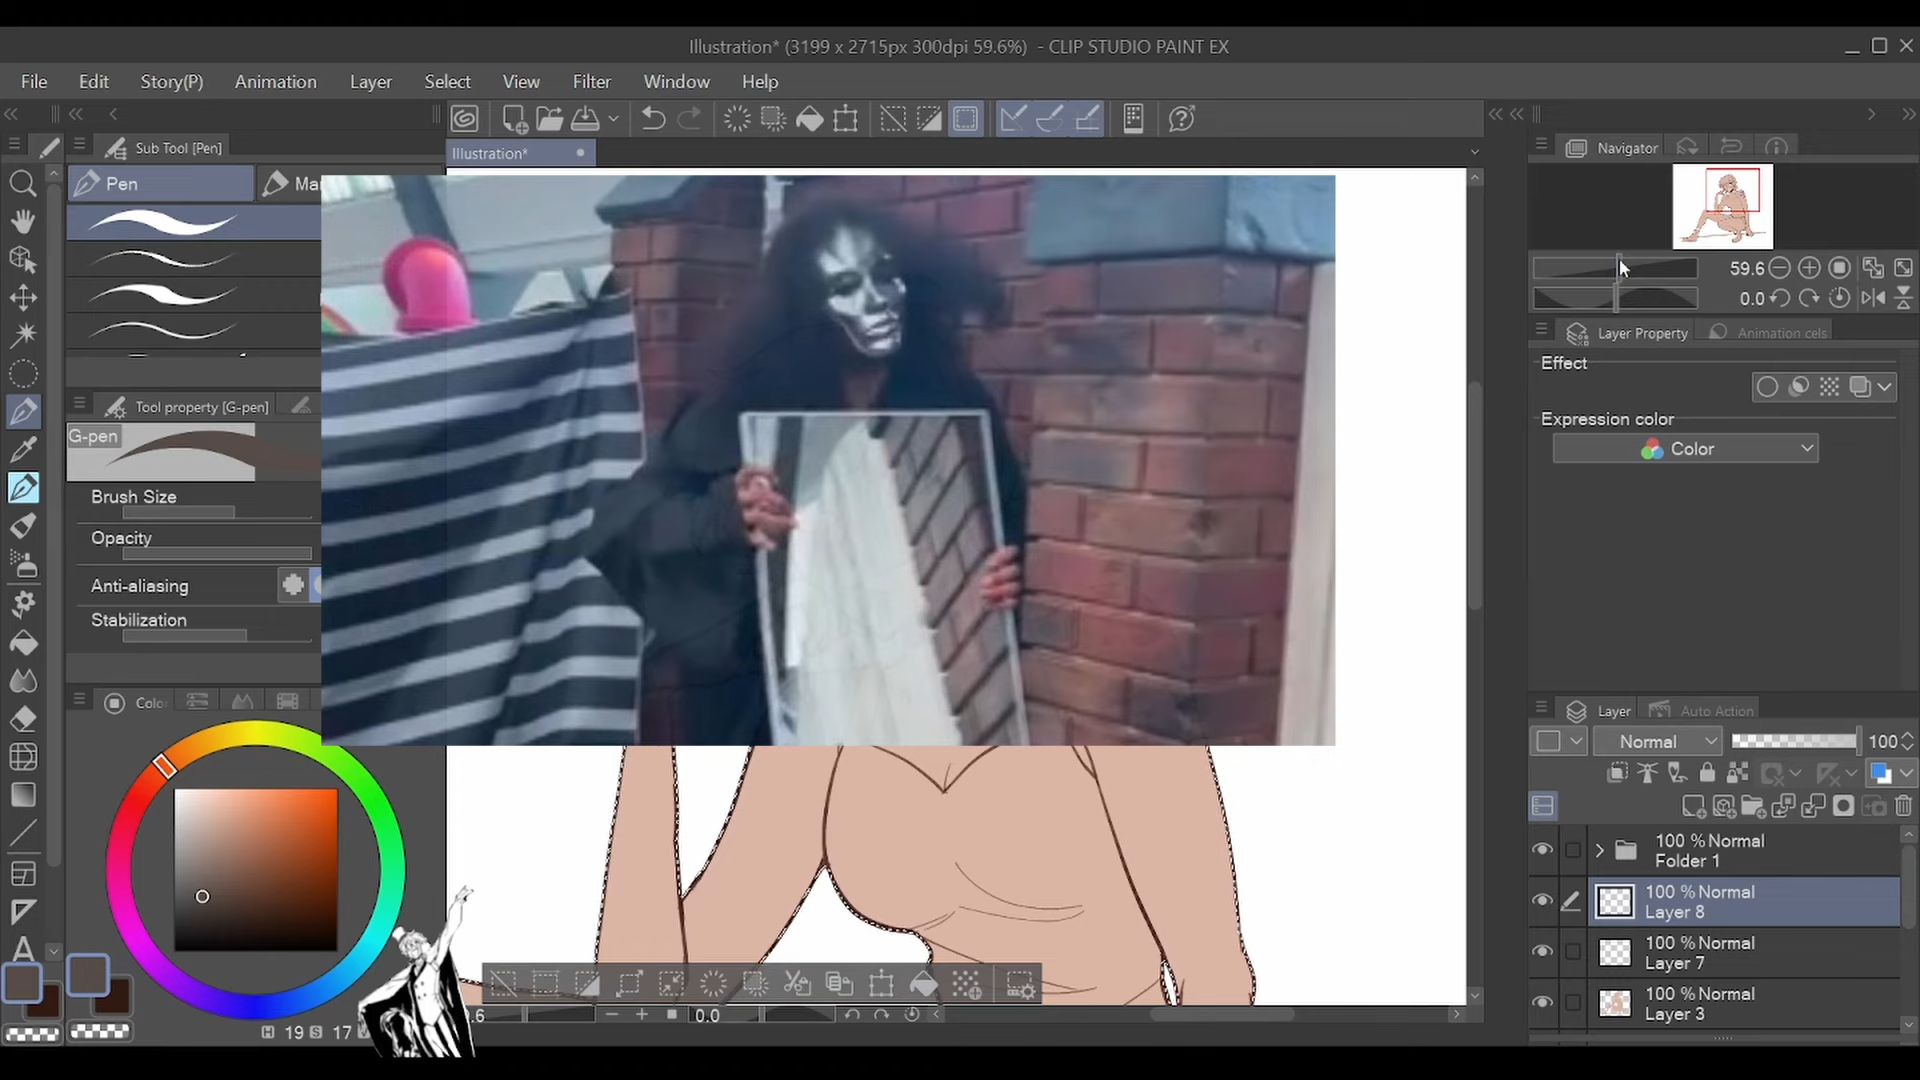 Illustration* (3199 x 2715px 300dpi 59.6%) - CLIP STUDIO PAINT EX
File Edit Story(P) Animation Layer Select View Filter Window Help
Sub Tool [Pen]
Illustration*
Navigator
Pen
59.6
0.0
Layer Property Animation cels
Effect
Tool property [G-pen]
Expression color
G-pen
Color
Brush Size
Opacity
Anti-aliasing
Stabilization
Layer Auto Action
Normal 100
100 % Normal
Folder 1
100 % Normal
Layer 8
100 % Normal
Layer 7
100 % Normal
Layer 3
0.0
H 19 S 17